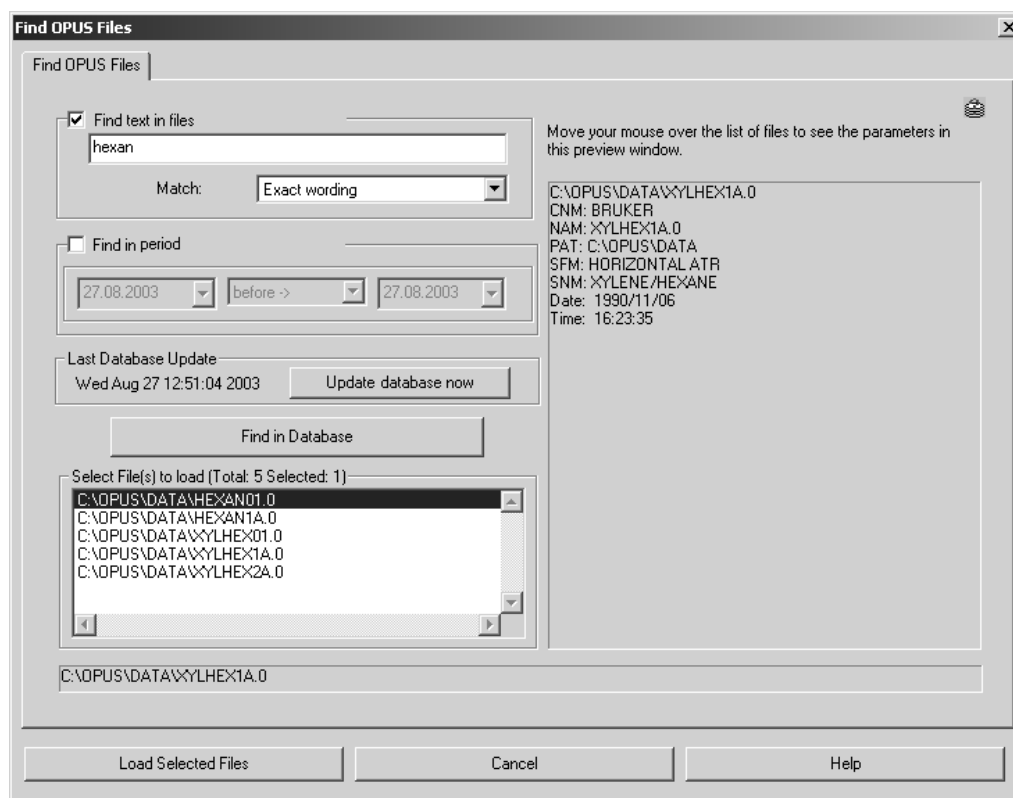 Find OPUS Files
Find OPUS Files
Find text in files
hexan
Match: Exact wording
Find in period
27.08.2003 before -> 27.08.2003
Last Database Update
Wed Aug 27 12:51:04 2003 Update database now
Find in Database
Select File(s) to load (Total: 5 Selected: 1)
C:\OPUS\DATA\HEXAN01.0
C:\OPUS\DATA\HEXAN1A.0
C:\OPUS\DATA\XYLHEX01.0
C:\OPUS\DATA\XYLHEX1A.0
C:\OPUS\DATA\XYLHEX2A.0
Move your mouse over the list of files to see the parameters in
this preview window.
C:\OPUS\DATA\XYLHEX1A.0
CNM: BRUKER
NAM: XYLHEX1A.0
PAT: C:\OPUS\DATA
SFM: HORIZONTAL ATR
SNM: XYLENE/HEXANE
Date: 1990/11/06
Time: 16:23:35
C:\OPUS\DATA\XYLHEX1A.0
Load Selected Files Cancel Help